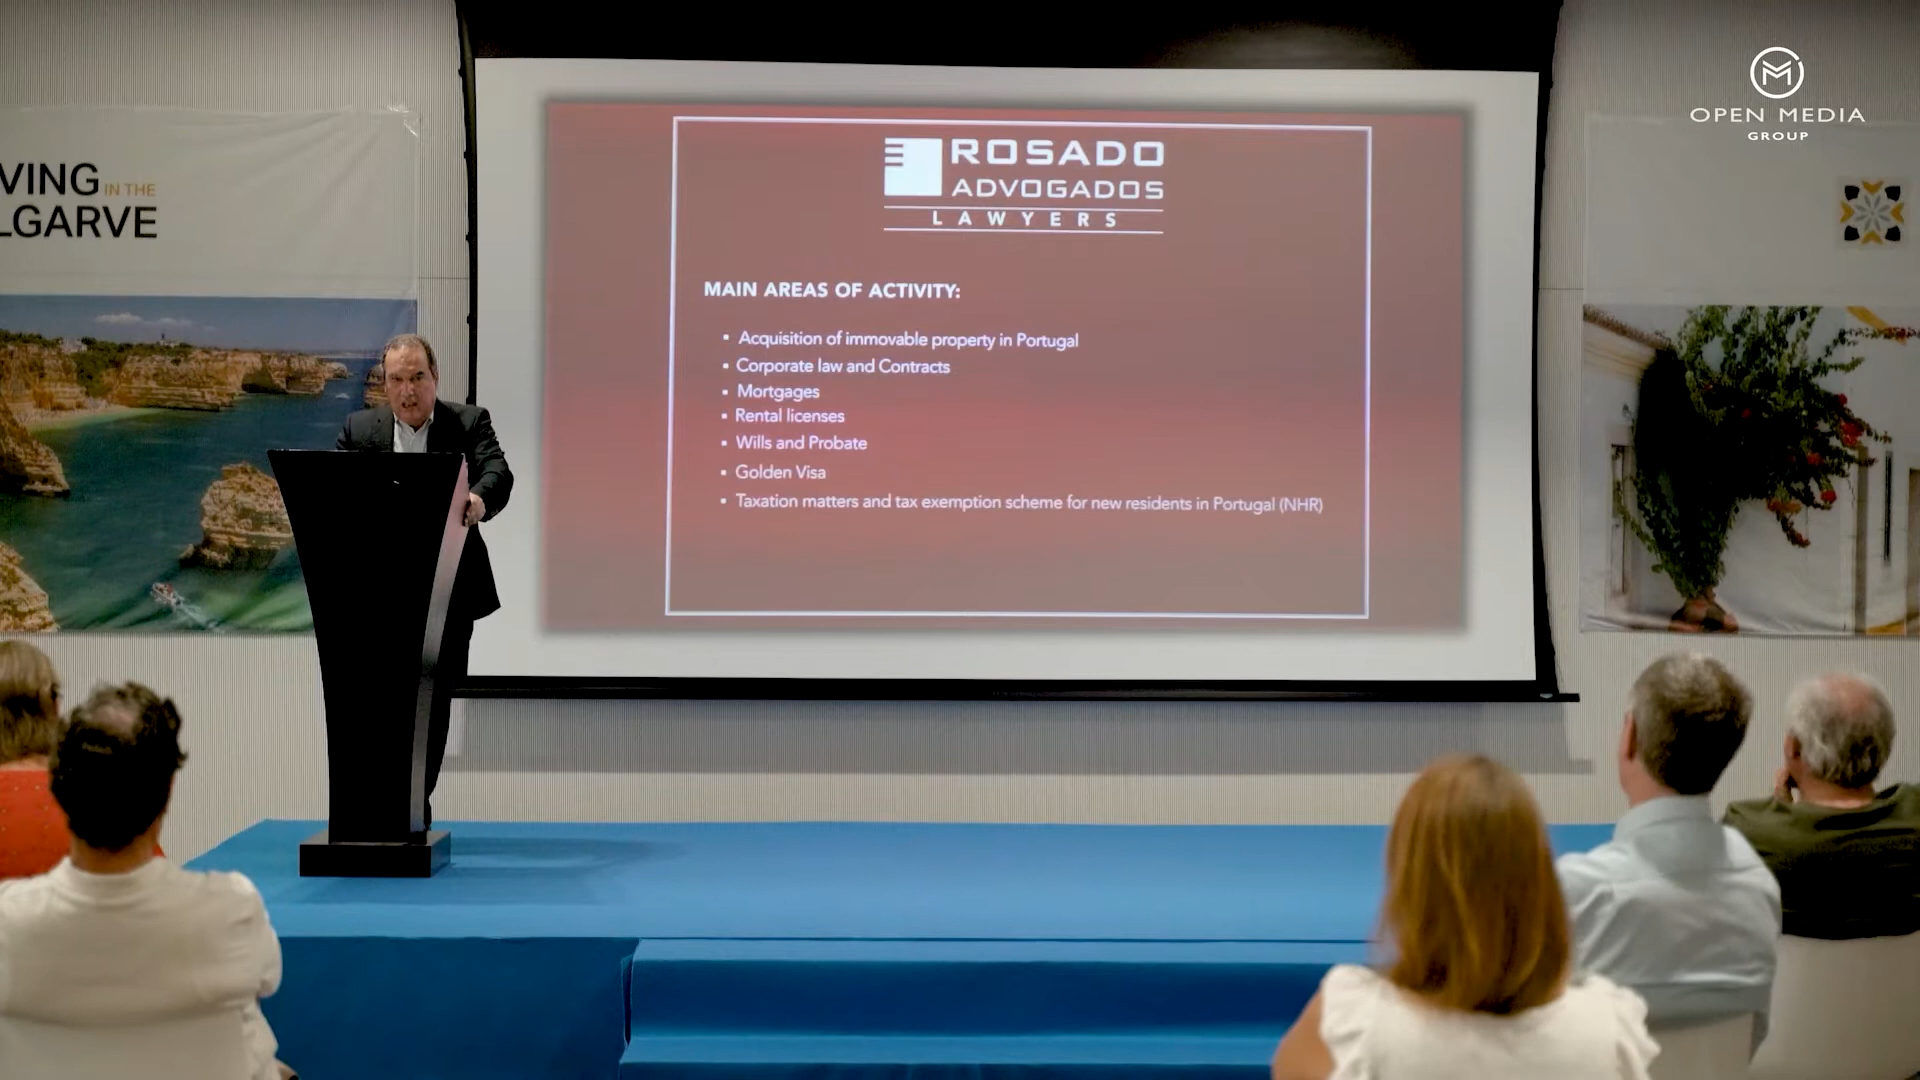 OPEN MEDIA
GROUP
VING IN THE
LGARVE
ROSADO
ADVOGADOS
LAWYERS
MAIN AREAS OF ACTIVITY:
▪ Acquisition of immovable property in Portugal
▪ Corporate law and Contracts
▪ Mortgages
▪ Rental licenses
▪ Wills and Probate
▪ Golden Visa
▪ Taxation matters and tax exemption scheme for new residents in Portugal (NHR)